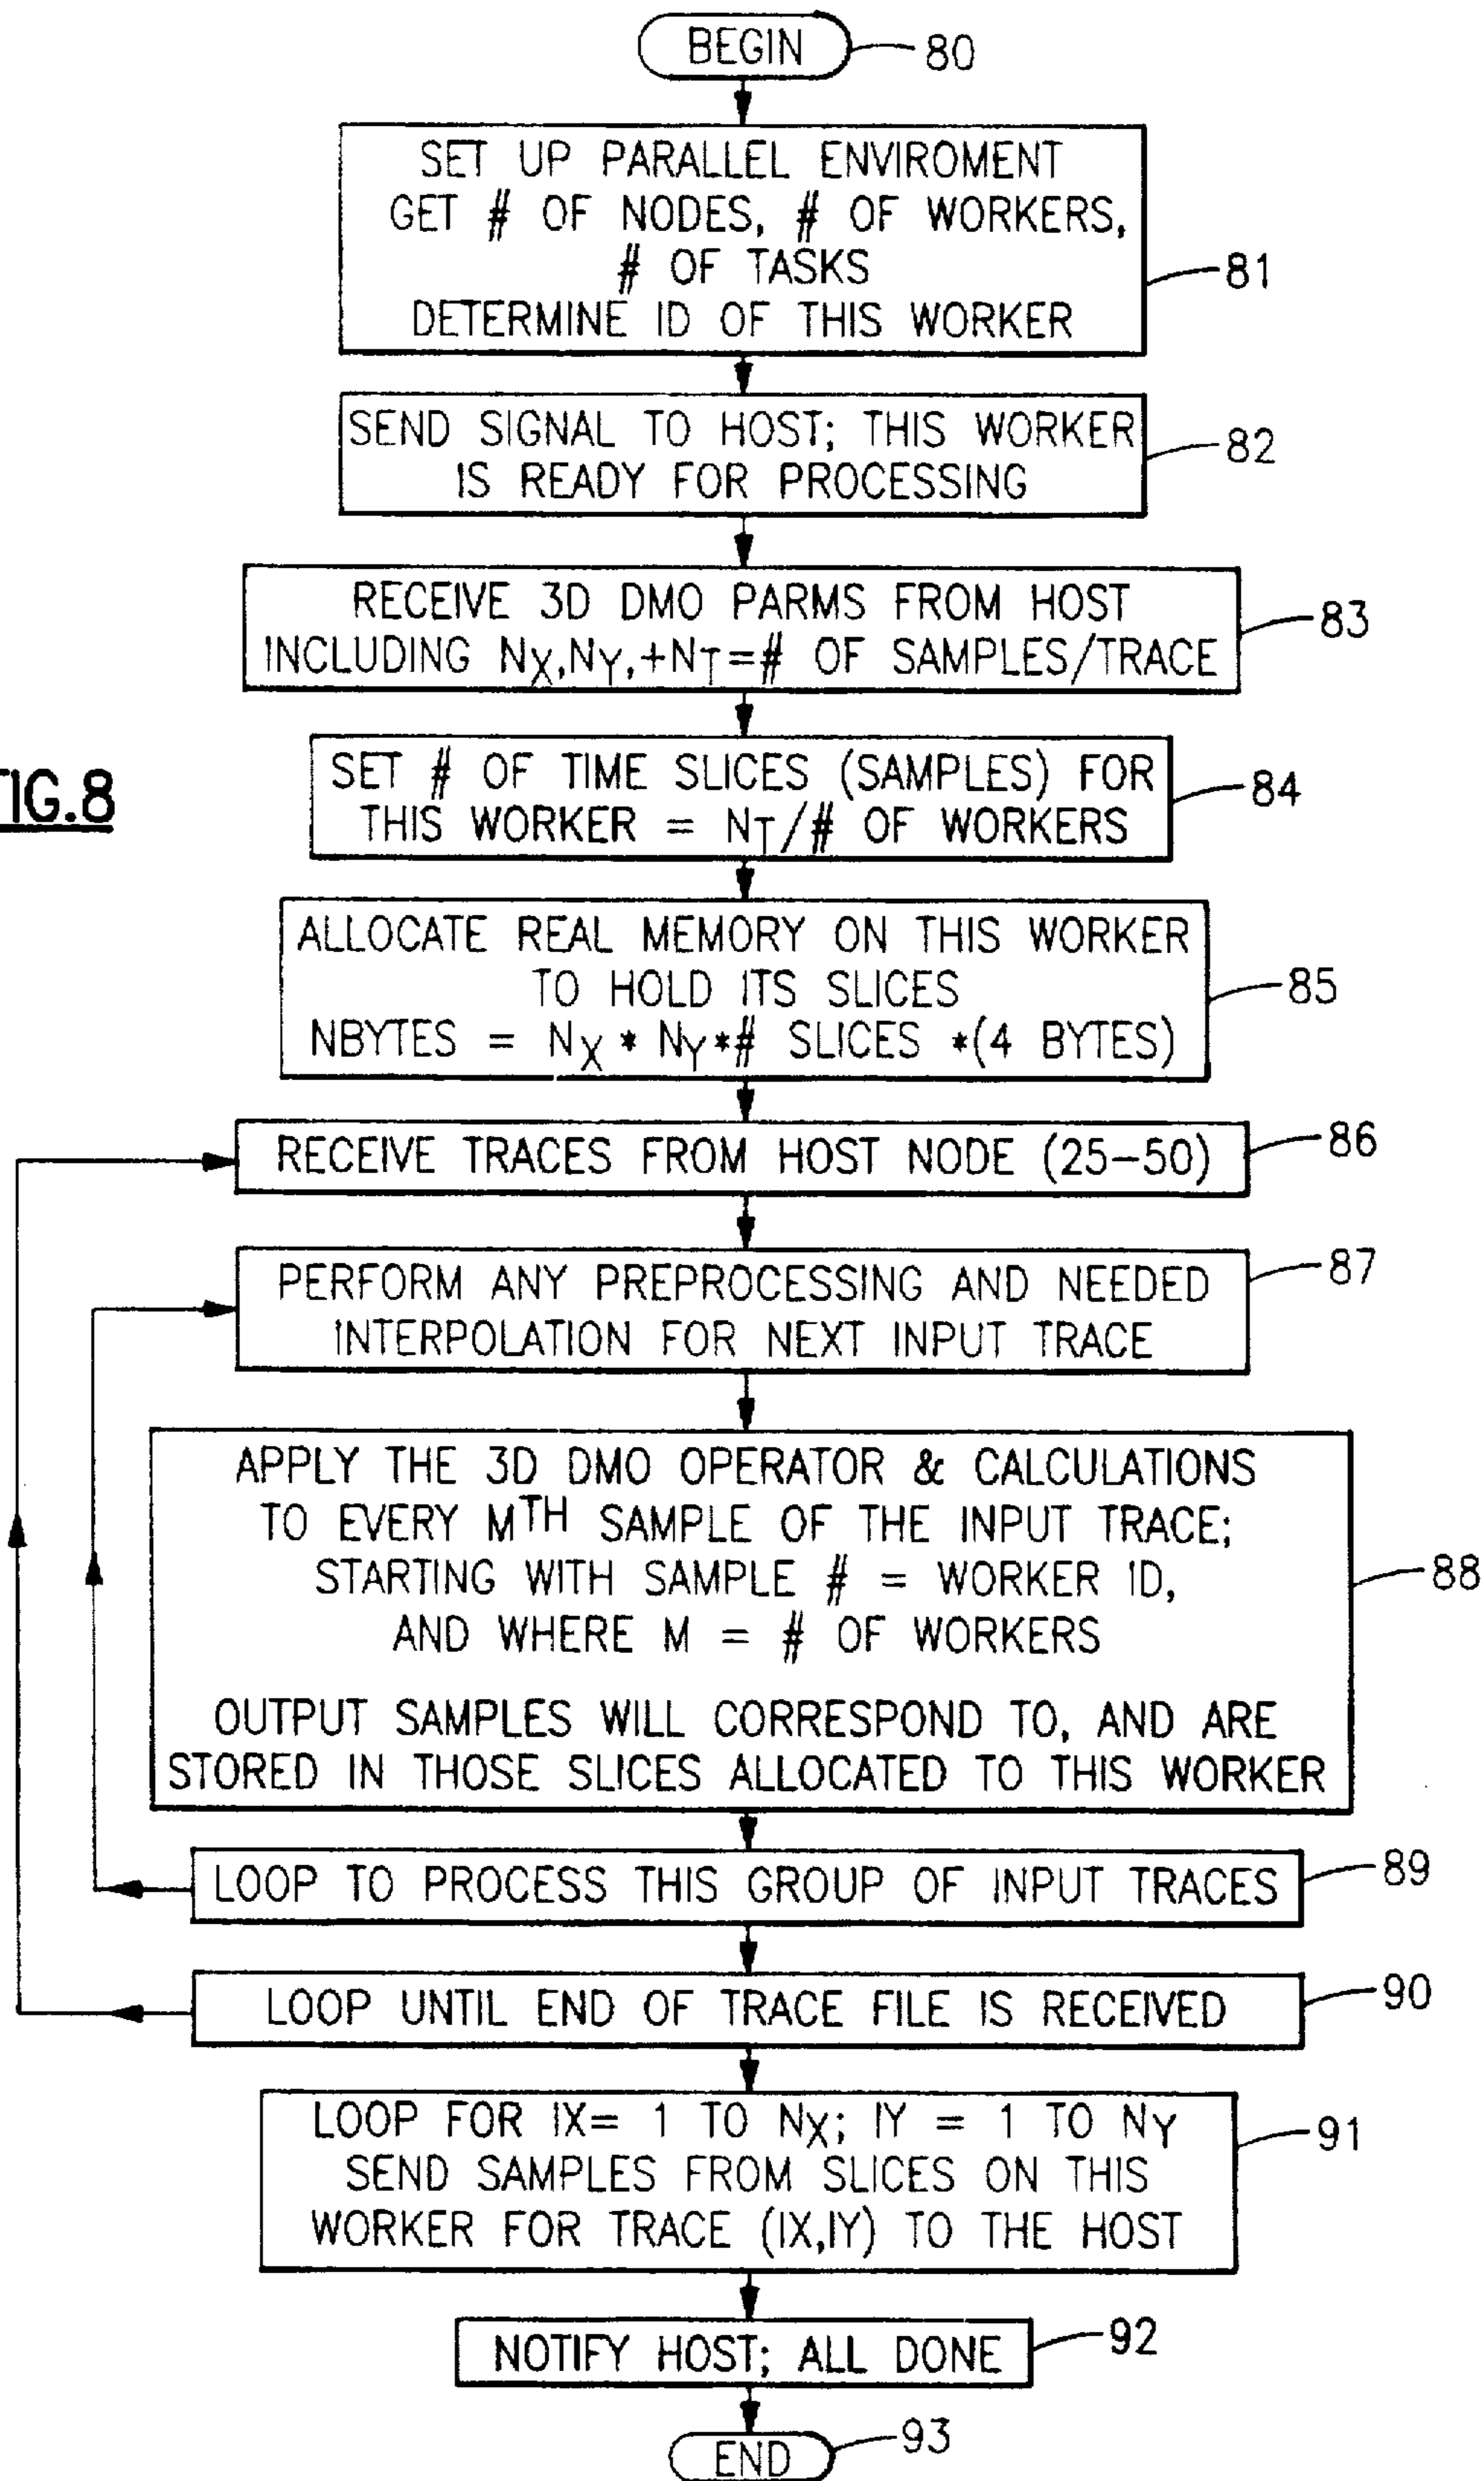 BEGIN
80
SET UP PARALLEL ENVIROMENT
GET # OF NODES, # OF WORKERS,
# OF TASKS
DETERMINE ID OF THIS WORKER
81
SEND SIGNAL TO HOST; THIS WORKER
IS READY FOR PROCESSING
82
RECEIVE 3D DMO PARMS FROM HOST
INCLUDING NX,NY,+NT=# OF SAMPLES/TRACE
83
SET # OF TIME SLICES (SAMPLES) FOR
THIS WORKER = NT/# OF WORKERS
84
TIG.8
ALLOCATE REAL MEMORY ON THIS WORKER
TO HOLD ITS SLICES
NBYTES = NX * NY*# SLICES *(4 BYTES)
85
RECEIVE TRACES FROM HOST NODE (25-50)
86
PERFORM ANY PREPROCESSING AND NEEDED
INTERPOLATION FOR NEXT INPUT TRACE
87
APPLY THE 3D DMO OPERATOR & CALCULATIONS
TO EVERY MTH SAMPLE OF THE INPUT TRACE;
STARTING WITH SAMPLE # = WORKER ID,
AND WHERE M = # OF WORKERS
OUTPUT SAMPLES WILL CORRESPOND TO, AND ARE
STORED IN THOSE SLICES ALLOCATED TO THIS WORKER
88
LOOP TO PROCESS THIS GROUP OF INPUT TRACES
89
LOOP UNTIL END OF TRACE FILE IS RECEIVED
90
LOOP FOR IX= 1 TO NX; IY = 1 TO NY
SEND SAMPLES FROM SLICES ON THIS
WORKER FOR TRACE (IX,IY) TO THE HOST
91
NOTIFY HOST; ALL DONE
92
END
93